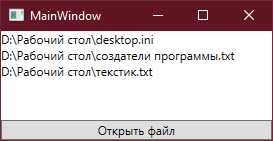 MainWindow
D:\Рабочий стол\desktop.ini
D:\Рабочий стол\создатели программы.txt
D:\Рабочий стол\текстик.txt
Открыть файл